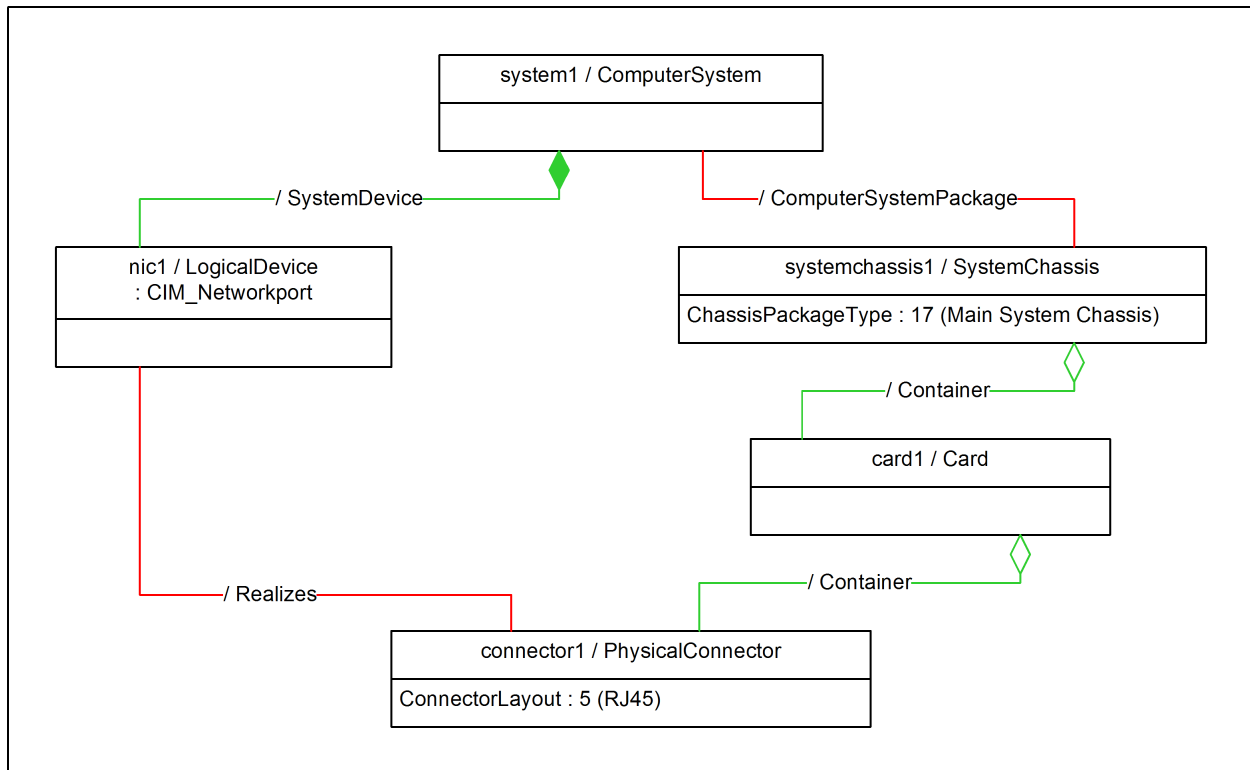 system1 / ComputerSystem
/ SystemDevice
/ ComputerSystemPackage
nic1 / LogicalDevice
: CIM_Networkport
systemchassis1 / SystemChassis
ChassisPackageType : 17 (Main System Chassis)
/ Container
card1 / Card
/ Container
/ Realizes
connector1 / PhysicalConnector
ConnectorLayout : 5 (RJ45)